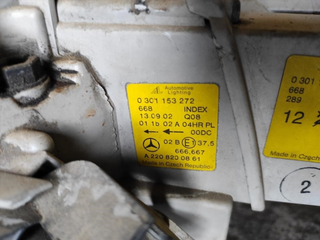 Automotive
Lighting
0 301 153 272
668 INDEX
13.09.02 Q08
01 1b 02 A 04HR PL
00DC
02 B E1 37,5
666,667
A 220 820 08 61
Made in Czech Republic
0 301
668
289
12
Made in Czech
2